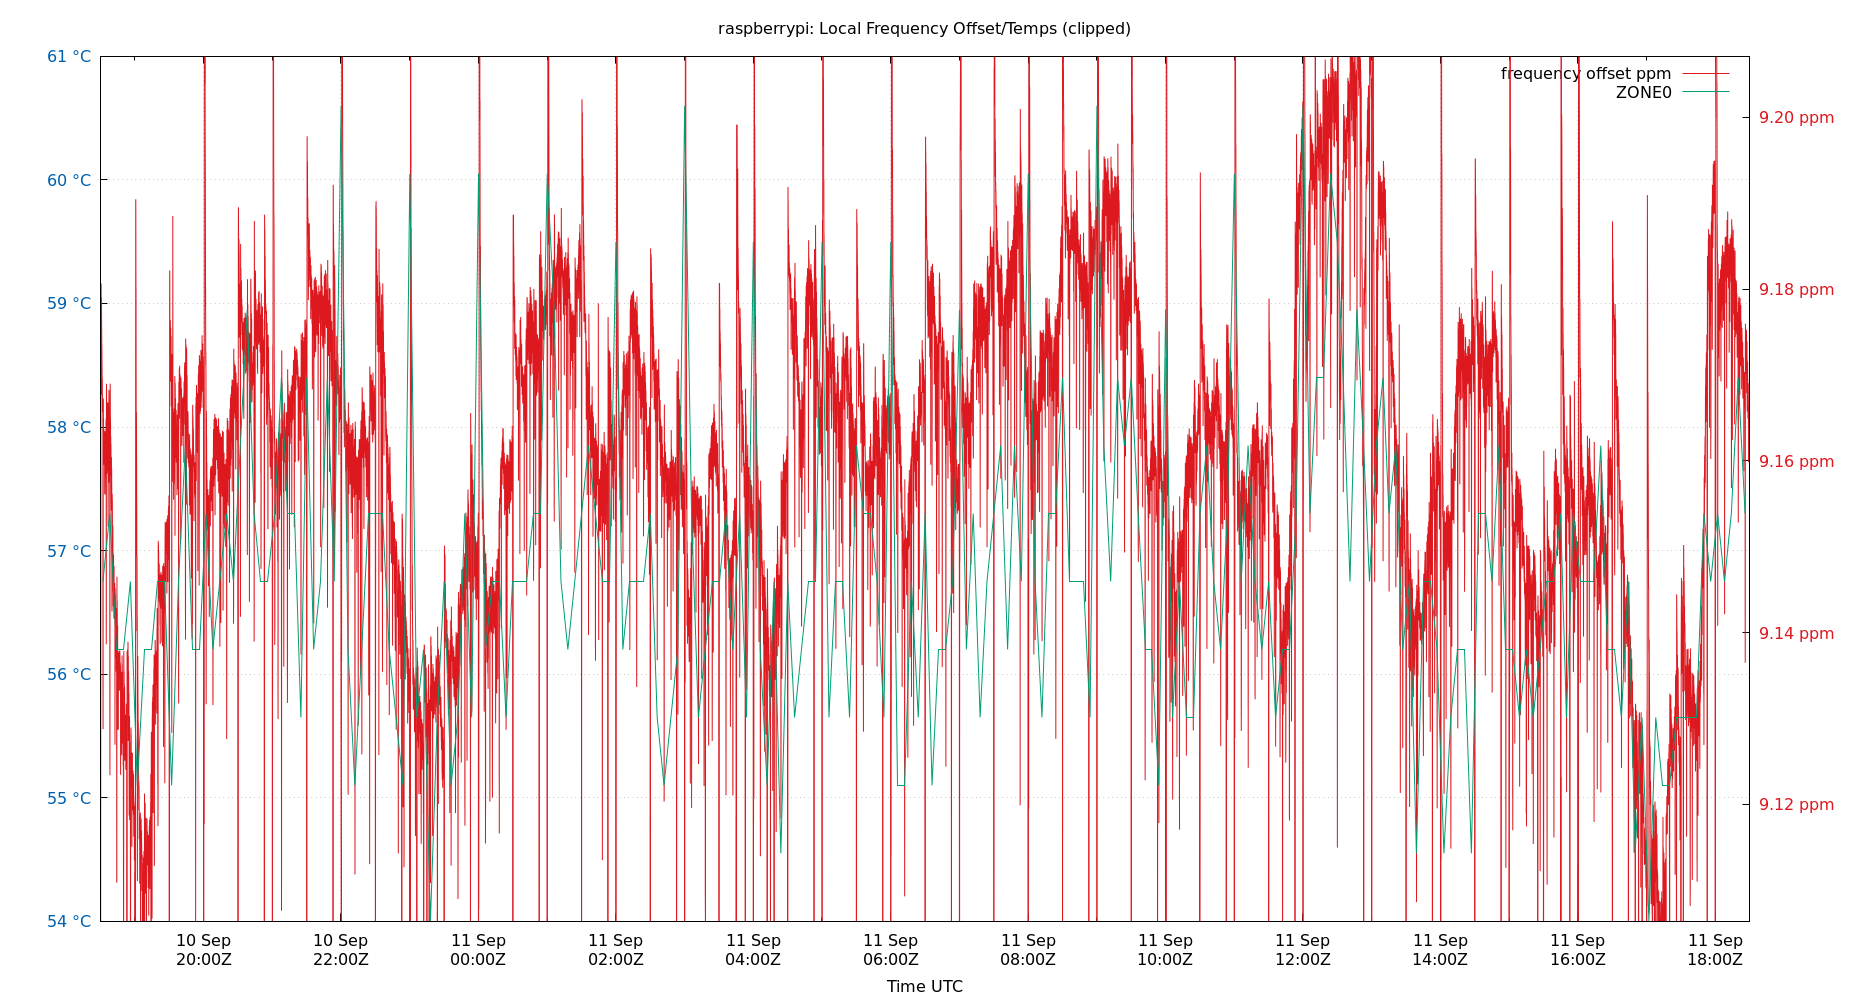 raspberrypi: Local Frequency Offset/Temps (clipped)
61 °C
60 °C
59 °C
58 °C
57 °C
56 °C
55 °C
54 °C
frequency offset ppm
ZONE0
9.20 ppm
9.18 ppm
9.16 ppm
9.14 ppm
9.12 ppm
10 Sep
20:00Z
10 Sep
22:00Z
11 Sep
00:00Z
11 Sep
02:00Z
11 Sep
04:00Z
11 Sep
06:00Z
11 Sep
08:00Z
11 Sep
10:00Z
11 Sep
12:00Z
11 Sep
14:00Z
11 Sep
16:00Z
11 Sep
18:00Z
Time UTC